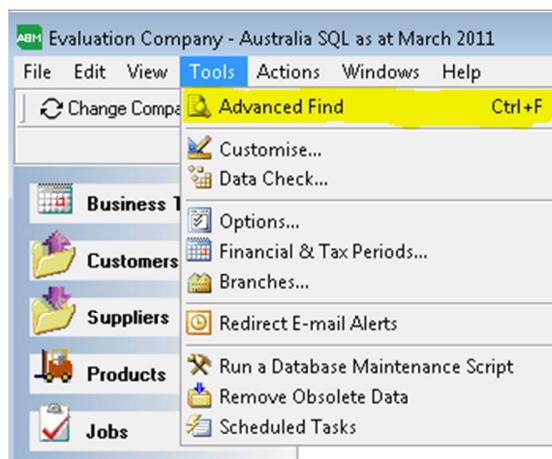 ABM Evaluation Company - Australia SQL as at March 2011
File Edit View Tools Actions Windows Help
Change Advanced Find Ctrl+F
Customise...
Data Check...
Business
Options...
Financial & Tax Periods...
Customers
Branches...
Suppliers
Redirect E-mail Alerts
Run a Database Maintenance Script
Products
Remove Obsolete Data
Jobs
Scheduled Tasks